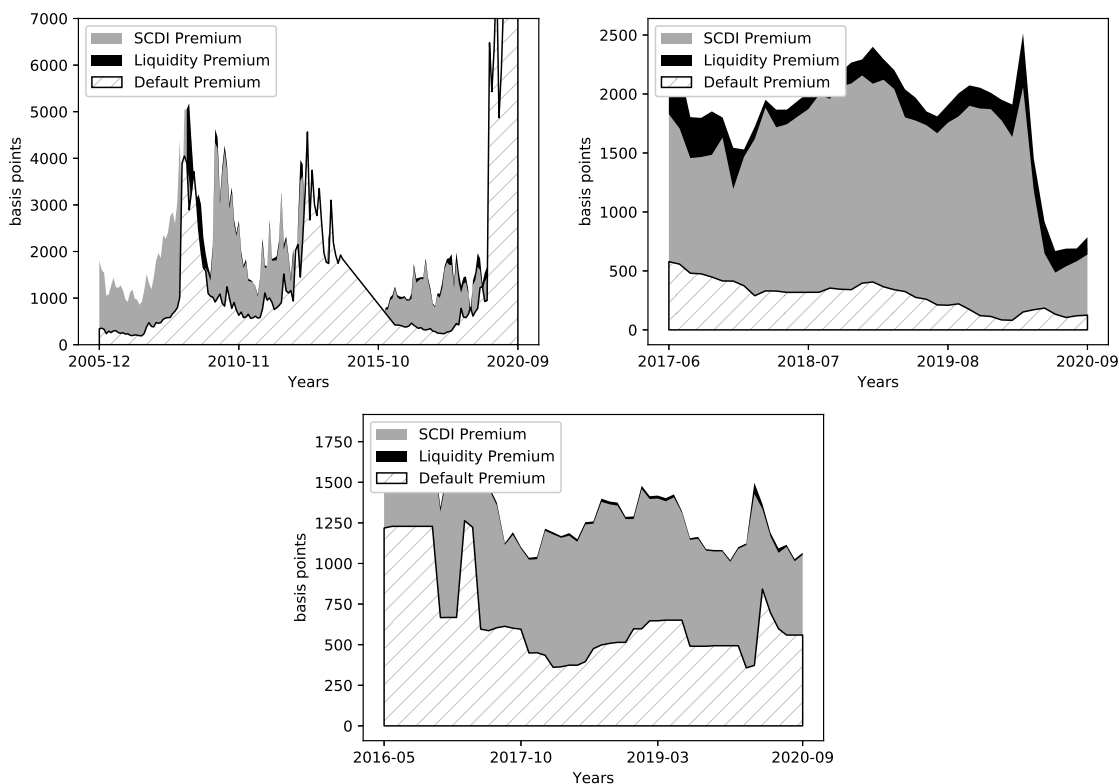 7000
6000
5000
4000
3000
2000
1000
0
basis points
SCDI Premium
Liquidity Premium
Default Premium
2005-12
2010-11
2015-10
2020-09
Years
2500
2000
1500
1000
500
0
basis points
SCDI Premium
Liquidity Premium
Default Premium
2017-06
2018-07
2019-08
2020-09
Years
1750
1500
1250
1000
750
500
250
0
basis points
SCDI Premium
Liquidity Premium
Default Premium
2016-05
2017-10
2019-03
2020-09
Years